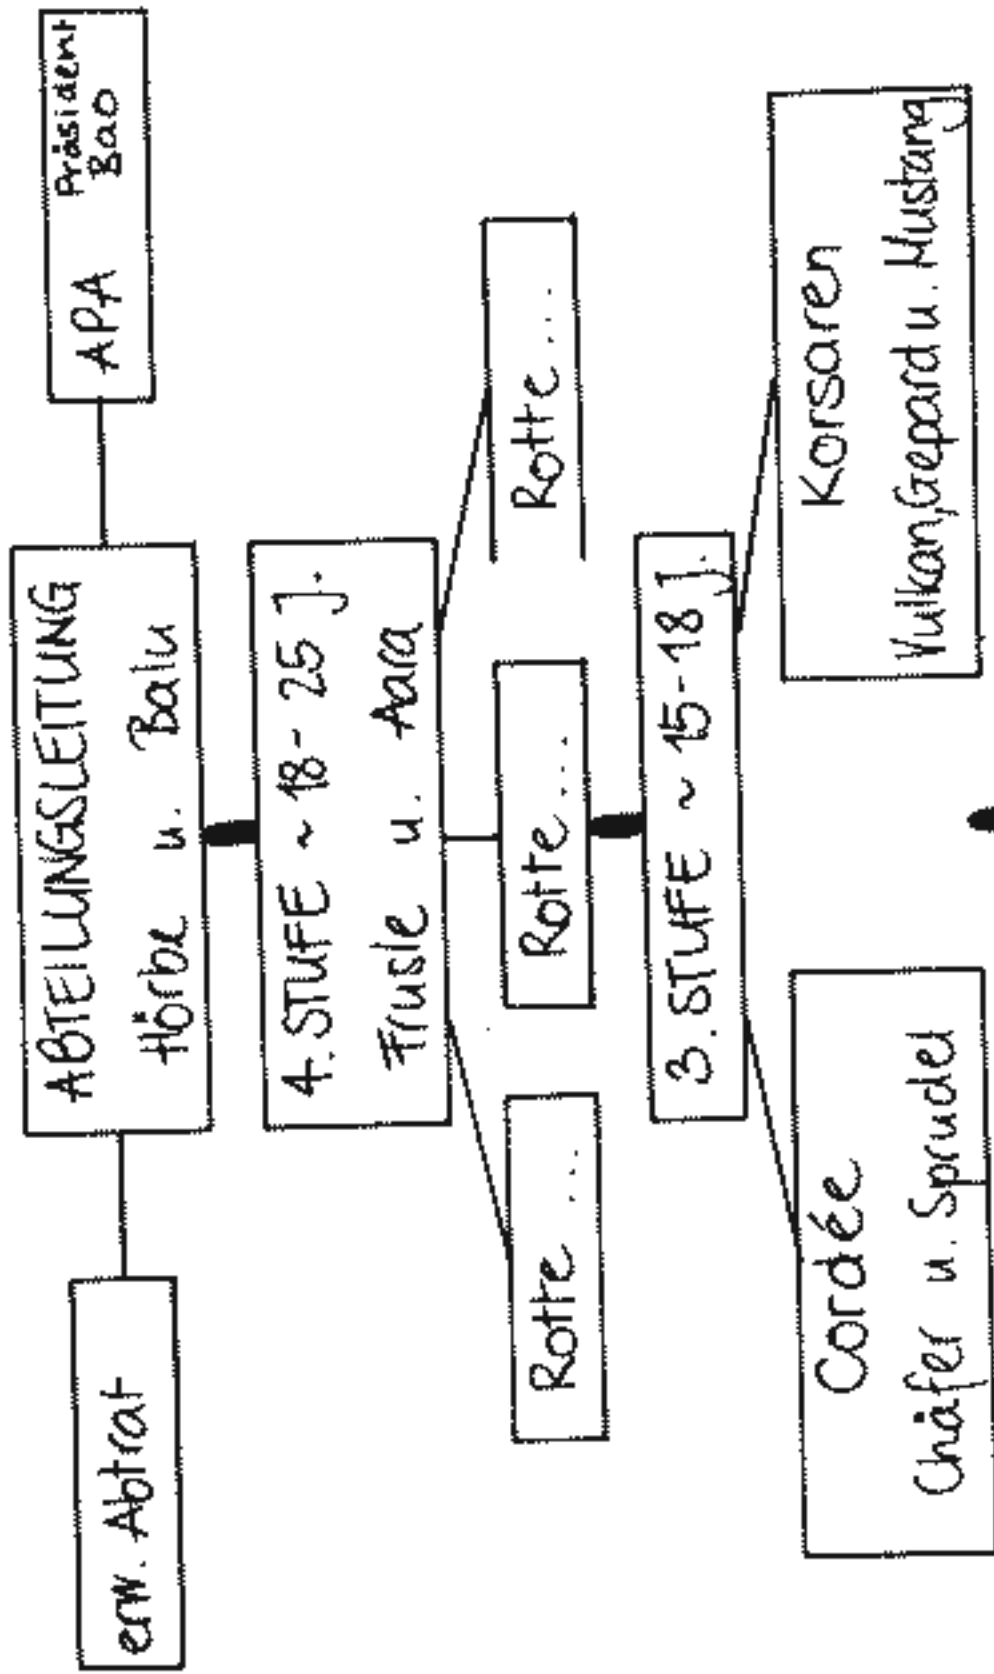 erw. Abtrat
ABTEILUNGSLEITUNG
Hörbe u. Balu
APA Präsident
Bao
4. STUFE ~ 18-25 J.
Frusle u. Aara
Rotte ...
Rotte ....
Rotte ...
3. STUFE ~ 15-18 J.
Cordée
Chäfer u. Sprudel
Korsaren
Vulkan, Gepard u. Mustang